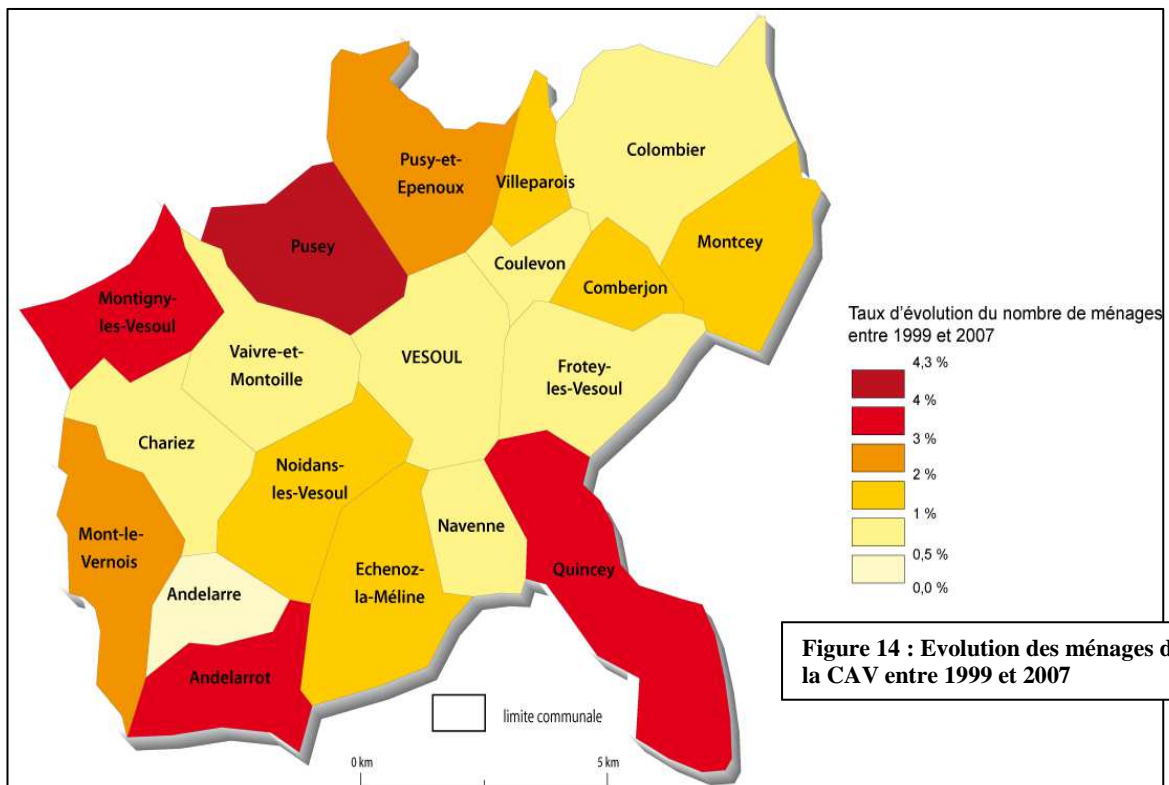 Colombier
Pusy-et-
Epenoux
Villeparois
Montcey
Pusey
Coulevon
Comberjon
Montigny-
les-Vesoul
Vaivre-et-
Montoille
VESOUL
Frotey-
les-Vesoul
Chariez
Noidans-
les-Vesoul
Navenne
Mont-le-
Vernois
Echenoz-
la-Méline
Quincey
Andelarre
Andelarrot
Taux d'évolution du nombre de ménages
entre 1999 et 2007
4,3 %
4 %
3 %
2 %
1 %
0,5 %
0,0 %
Figure 14 : Evolution des ménages d
la CAV entre 1999 et 2007
limite communale
0 km
5 km